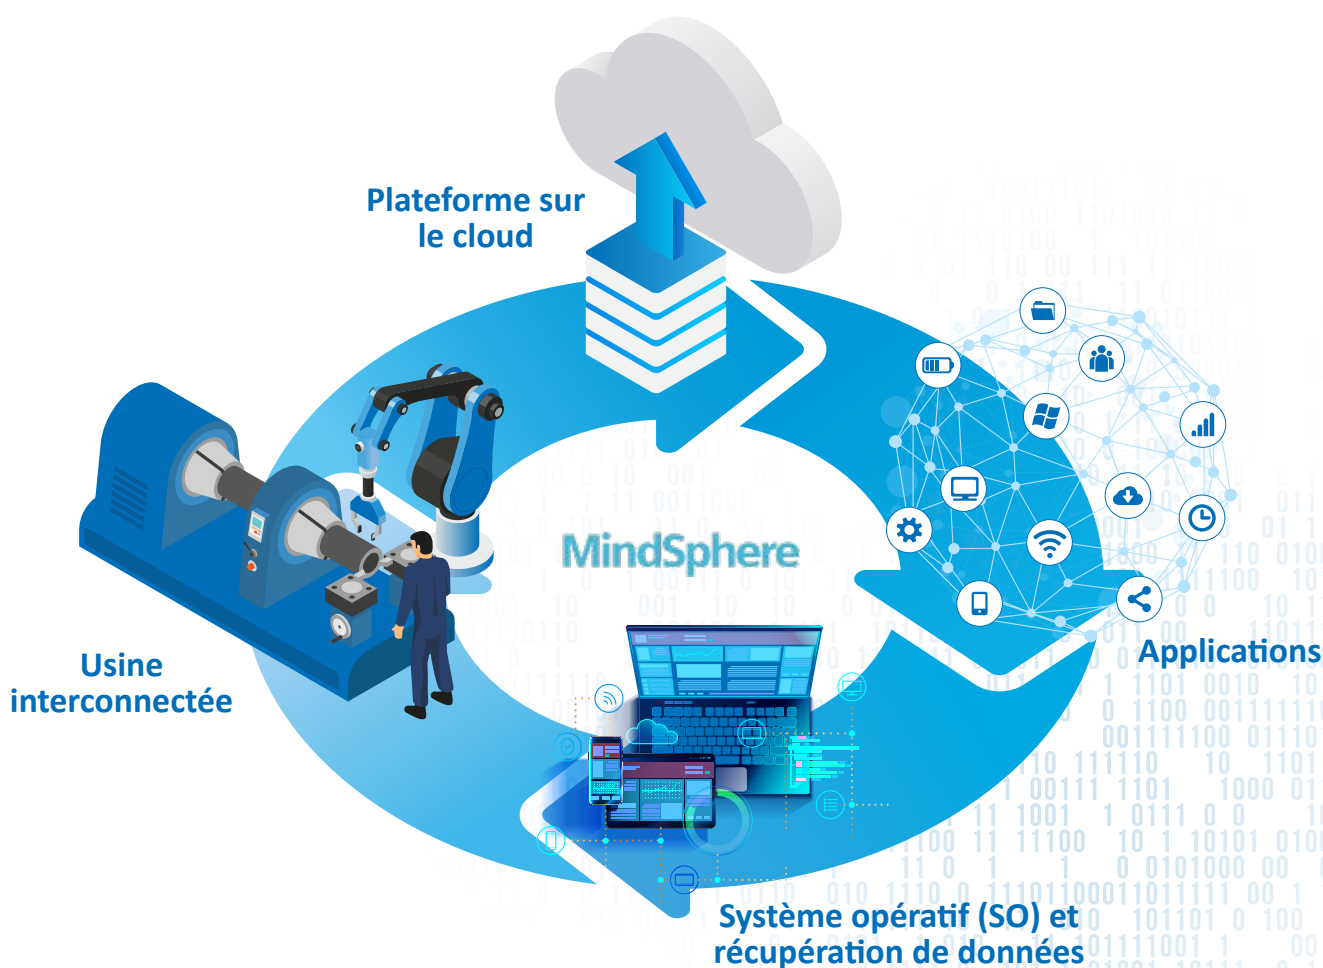 Plateforme sur
le cloud
MindSphere
Usine
interconnectée
Applications
Système opératif (SO) et
récupération de données